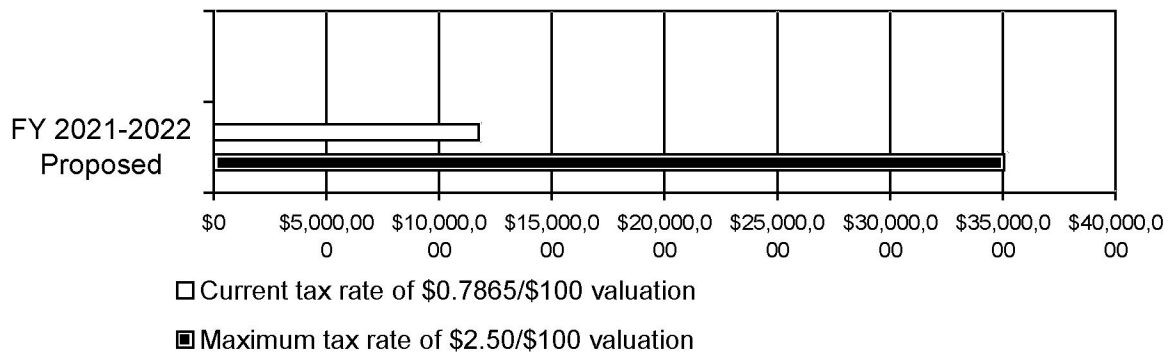 FY 2021-2022
Proposed
$0 $5,000,00 $10,000,0 $15,000,0 $20,000,0 $25,000,0 $30,000,0 $35,000,0 $40,000,0
0 00 00 00 00 00 00 00
Current tax rate of $0.7865/$100 valuation
Maximum tax rate of $2.50/$100 valuation